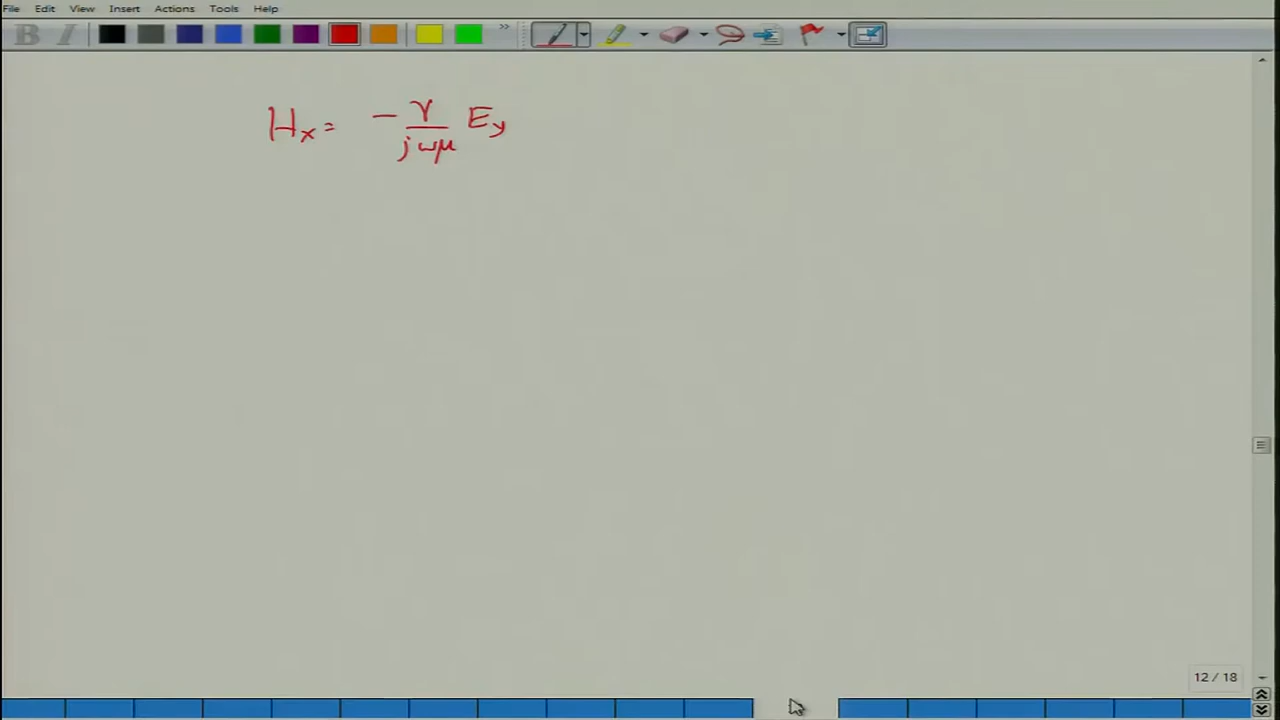 File Edit View Insert Actions Tools Help
B I »
Hx = - γ/jωμ Ey
12 / 18